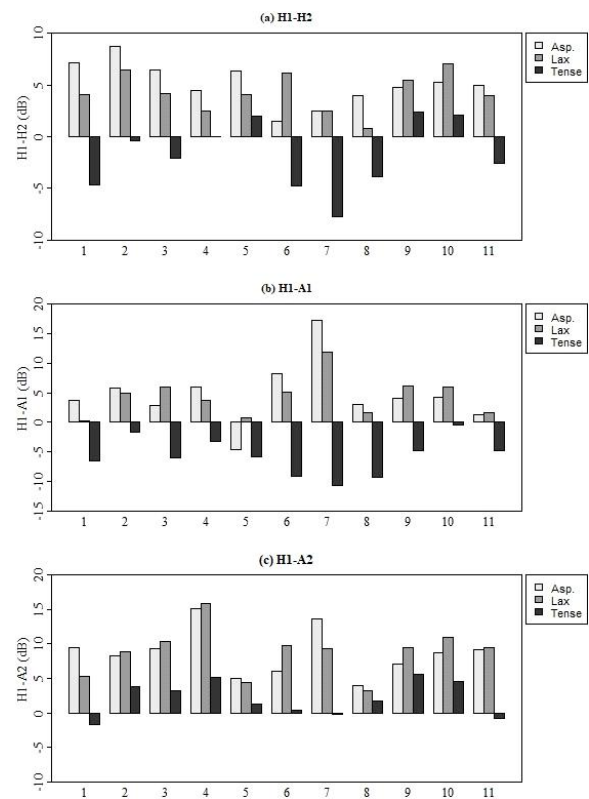 (a) H1-H2
10
5
0
-5
-10
H1-H2 (dB)
1 2 3 4 5 6 7 8 9 10 11
Asp.
Lax
Tense
(b) H1-A1
20
15
10
5
0
-5
-10
-15
H1-A1 (dB)
1 2 3 4 5 6 7 8 9 10 11
Asp.
Lax
Tense
(c) H1-A2
20
15
10
5
0
-5
-10
H1-A2 (dB)
1 2 3 4 5 6 7 8 9 10 11
Asp.
Lax
Tense